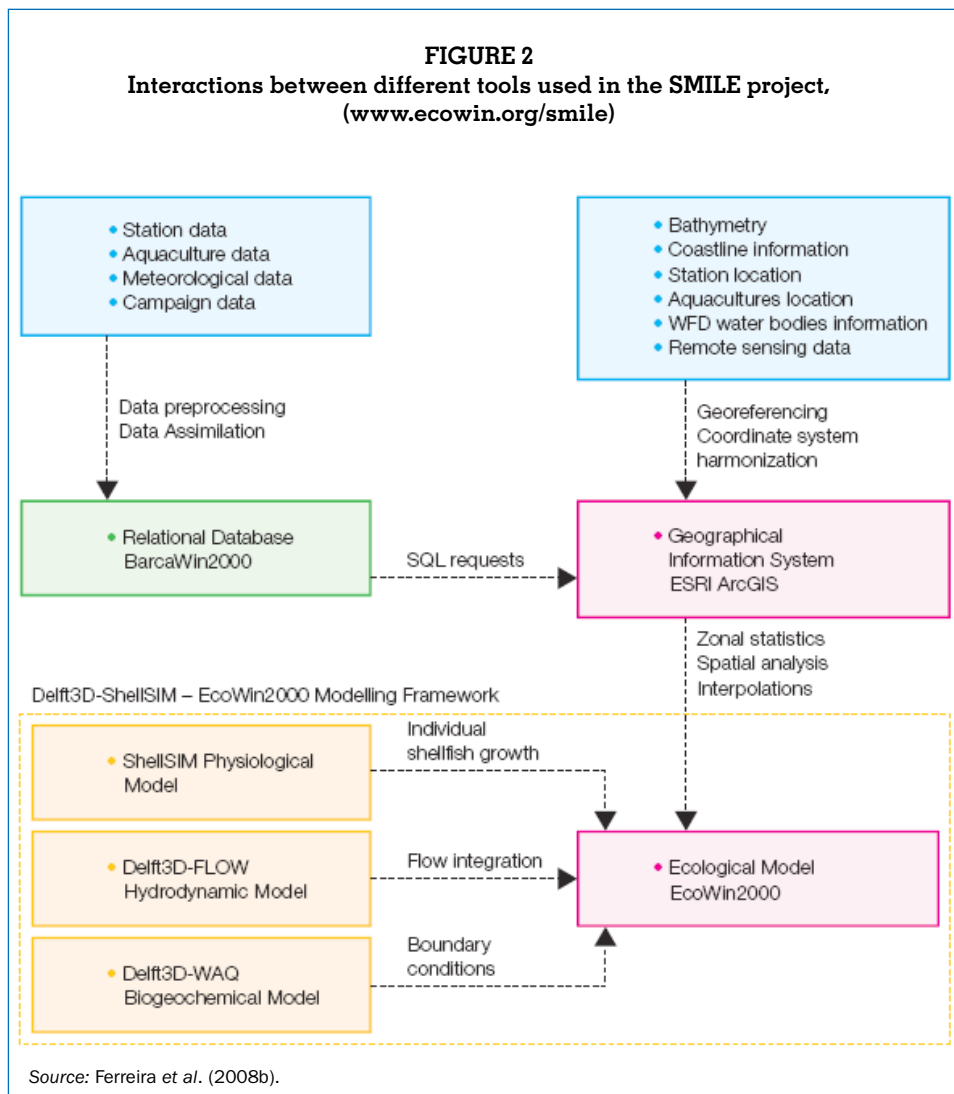 FIGURE 2
Interactions between different tools used in the SMILE project,
(www.ecowin.org/smile)
• Station data
• Aquaculture data
• Meteorological data
• Campaign data
• Bathymetry
• Coastline information
• Station location
• Aquacultures location
• WFD water bodies information
• Remote sensing data
Data preprocessing
Data Assimilation
Georeferencing
Coordinate system
harmonization
• Relational Database
BarcaWin2000
SQL requests
• Geographical
Information System
ESRI ArcGIS
Zonal statistics
Spatial analysis
Interpolations
Delft3D-ShellSIM – EcoWin2000 Modelling Framework
• ShellSIM Physiological
Model
Individual
shellfish growth
• Delft3D-FLOW
Hydrodynamic Model
Flow integration
• Ecological Model
EcoWin2000
• Delft3D-WAQ
Biogeochemical Model
Boundary
conditions
Source: Ferreira et al. (2008b).